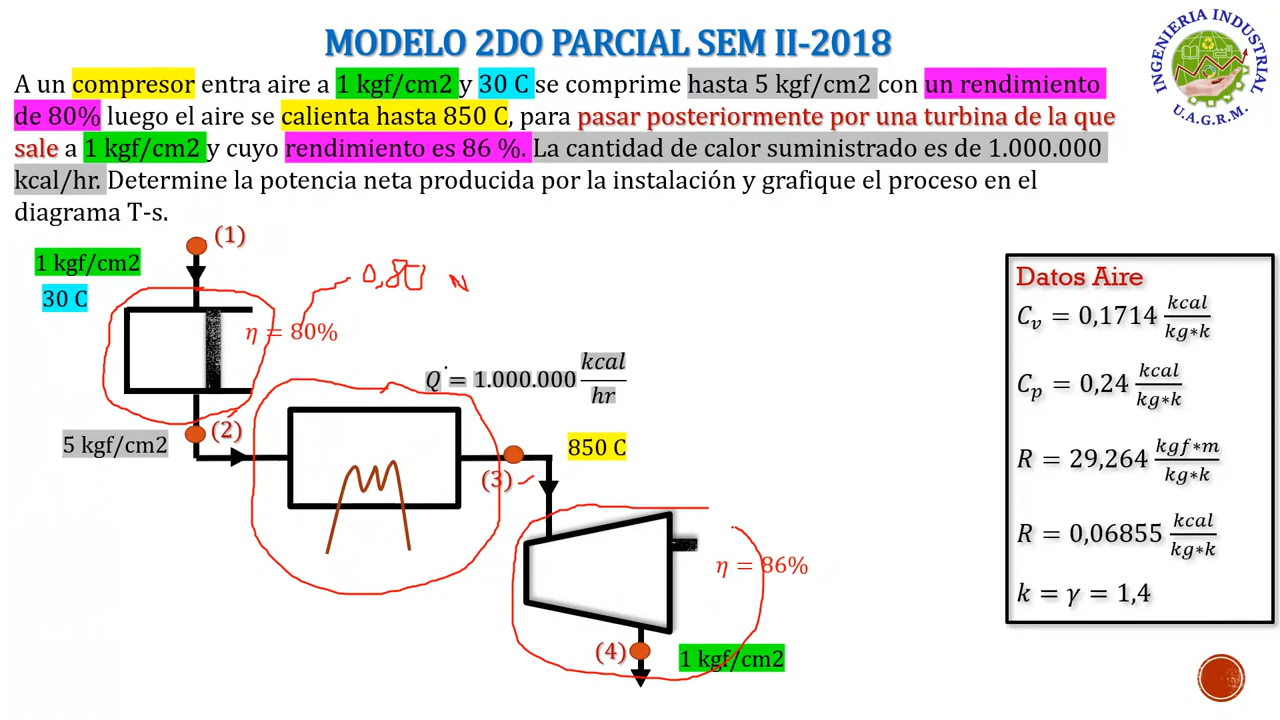 MODELO 2DO PARCIAL SEM II-2018
INGENIERIA INDUSTRIAL
U.A.G.R.M.
A un compresor entra aire a 1 kgf/cm2 y 30 C se comprime hasta 5 kgf/cm2 con un rendimiento
de 80% luego el aire se calienta hasta 850 C, para pasar posteriormente por una turbina de la que
sale a 1 kgf/cm2 y cuyo rendimiento es 86 %. La cantidad de calor suministrado es de 1.000.000
kcal/hr. Determine la potencia neta producida por la instalación y grafique el proceso en el
diagrama T-s.
(1)
1 kgf/cm2
30 C
0,80
η = 80%
Q̇ = 1.000.000 kcal/hr
(2)
5 kgf/cm2
850 C
(3)
η = 86%
(4)
1 kgf/cm2
Datos Aire
C_v = 0,1714 kcal/kg∗k
C_p = 0,24 kcal/kg∗k
R = 29,264 kgf∗m/kg∗k
R = 0,06855 kcal/kg∗k
k = γ = 1,4